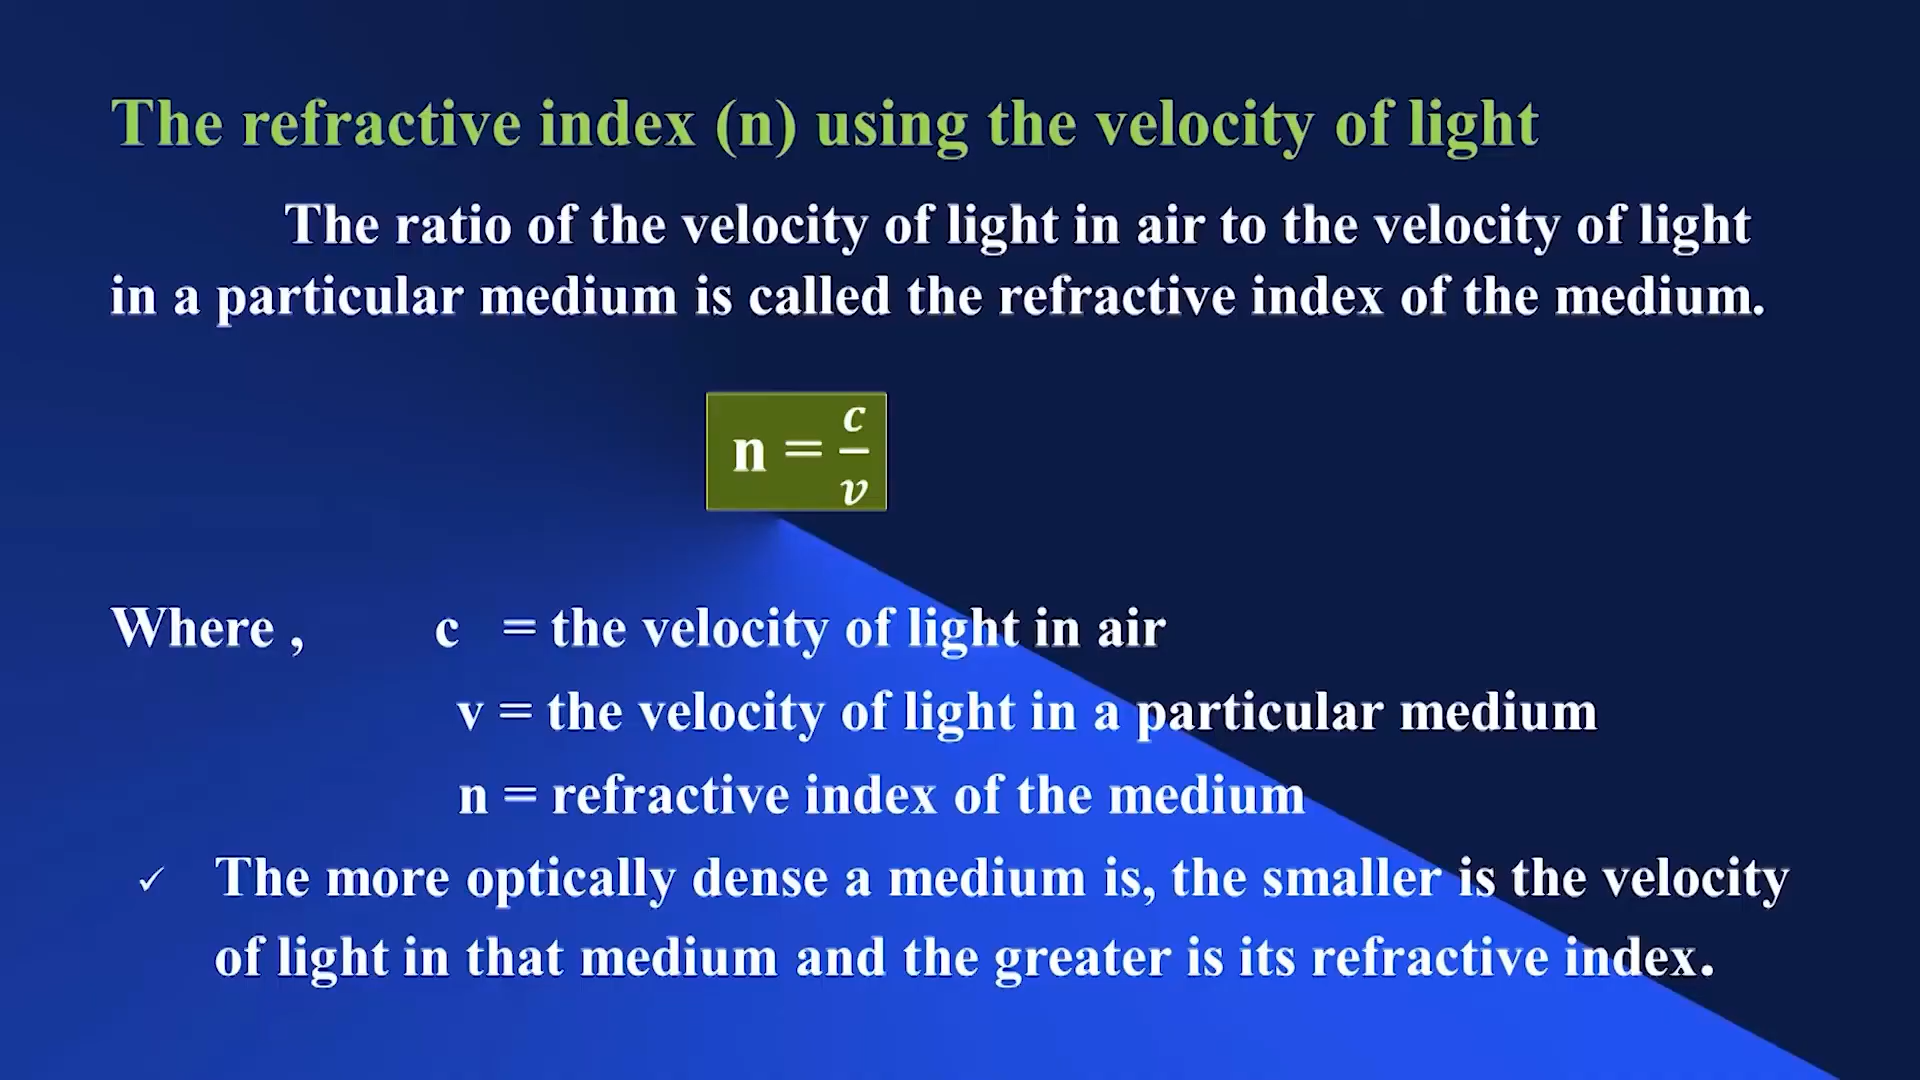 The refractive index (n) using the velocity of light
The ratio of the velocity of light in air to the velocity of light
in a particular medium is called the refractive index of the medium.
n = c/v
Where , c = the velocity of light in air
v = the velocity of light in a particular medium
n = refractive index of the medium
✓ The more optically dense a medium is, the smaller is the velocity
of light in that medium and the greater is its refractive index.